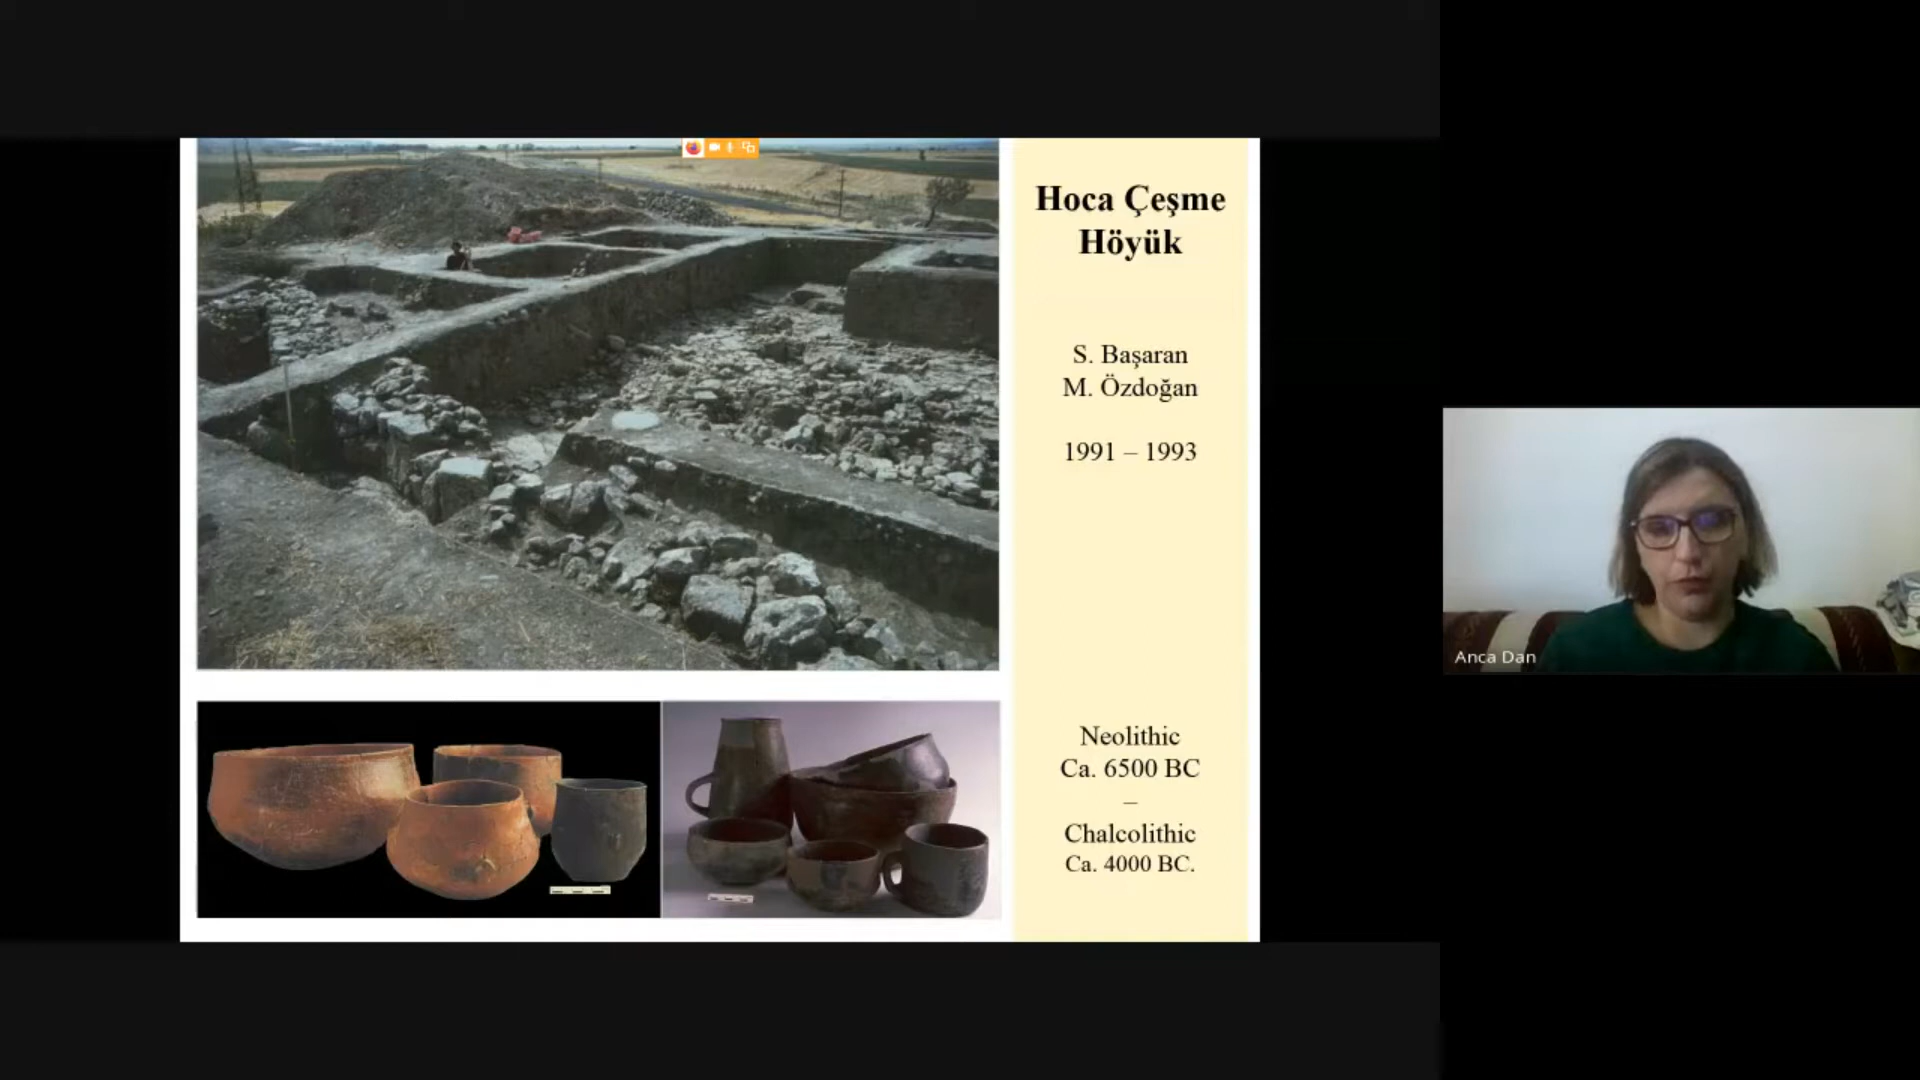 Hoca Çeşme
Höyük
S. Başaran
M. Özdoğan
1991 – 1993
Neolithic
Ca. 6500 BC
–
Chalcolithic
Ca. 4000 BC.
Anca Dan